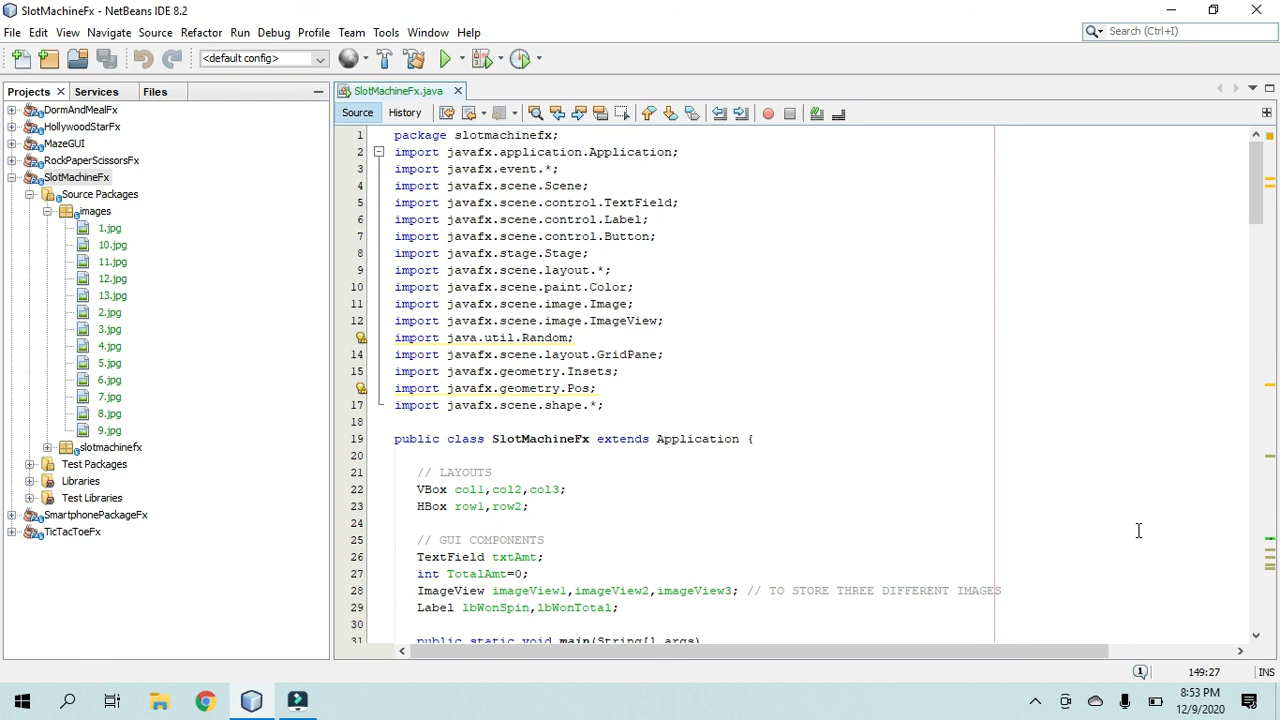 SlotMachineFx - NetBeans IDE 8.2
File Edit View Navigate Source Refactor Run Debug Profile Team Tools Window Help
Search (Ctrl+I)
<default config>
Projects Services Files
SlotMachineFx.java
DormAndMealFx
HollywoodStarFx
MazeGUI
RockPaperScissorsFx
SlotMachineFx
Source Packages
images
1.jpg
10.jpg
11.jpg
12.jpg
13.jpg
2.jpg
3.jpg
4.jpg
5.jpg
6.jpg
7.jpg
8.jpg
9.jpg
slotmachinefx
Test Packages
Libraries
Test Libraries
SmartphonePackageFx
TicTacToeFx
Source History
1 package slotmachinefx;
2 import javafx.application.Application;
3 import javafx.event.*;
4 import javafx.scene.Scene;
5 import javafx.scene.control.TextField;
6 import javafx.scene.control.Label;
7 import javafx.scene.control.Button;
8 import javafx.stage.Stage;
9 import javafx.scene.layout.*;
10 import javafx.scene.paint.Color;
11 import javafx.scene.image.Image;
12 import javafx.scene.image.ImageView;
import java.util.Random;
14 import javafx.scene.layout.GridPane;
15 import javafx.geometry.Insets;
import javafx.geometry.Pos;
17 import javafx.scene.shape.*;
18
19 public class SlotMachineFx extends Application {
20
21 // LAYOUTS
22 VBox col1,col2,col3;
23 HBox row1,row2;
24
25 // GUI COMPONENTS
26 TextField txtAmt;
27 int TotalAmt=0;
28 ImageView imageView1,imageView2,imageView3; // TO STORE THREE DIFFERENT IMAGES
29 Label lbWonSpin,lbWonTotal;
30
31 public static void main(String[] args)
1 149:27 INS
8:53 PM
12/9/2020